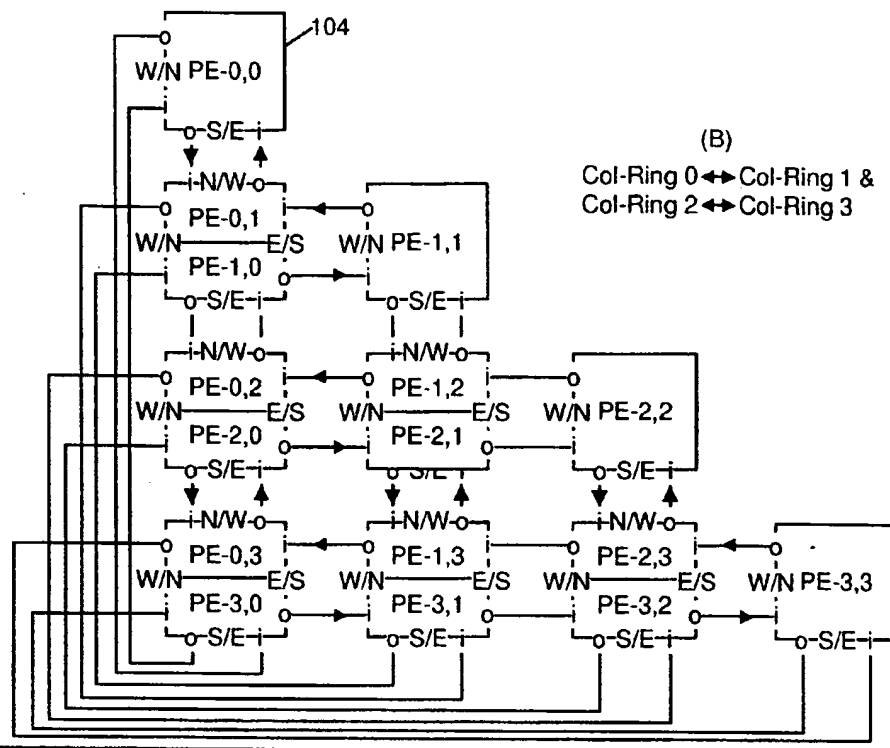 104
o
W/N PE-0,0
i
o S/E i
(B)
Col-Ring 0 ↔ Col-Ring 1 &
Col-Ring 2 ↔ Col-Ring 3
i N/W o
o PE-0,1 i o
W/N E/S W/N PE-1,1
i PE-1,0 o i
o S/E i o S/E i
i N/W o i N/W o
o PE-0,2 i o PE-1,2 i o
W/N E/S W/N E/S W/N PE-2,2
i PE-2,0 o i PE-2,1 o i
o S/E i o S/E i o S/E i
i N/W o i N/W o i N/W o
o PE-0,3 i o PE-1,3 i o PE-2,3 i o
W/N E/S W/N E/S W/N E/S W/N PE-3,3
i PE-3,0 o i PE-3,1 o i PE-3,2 o i
o S/E i o S/E i o S/E i o S/E i